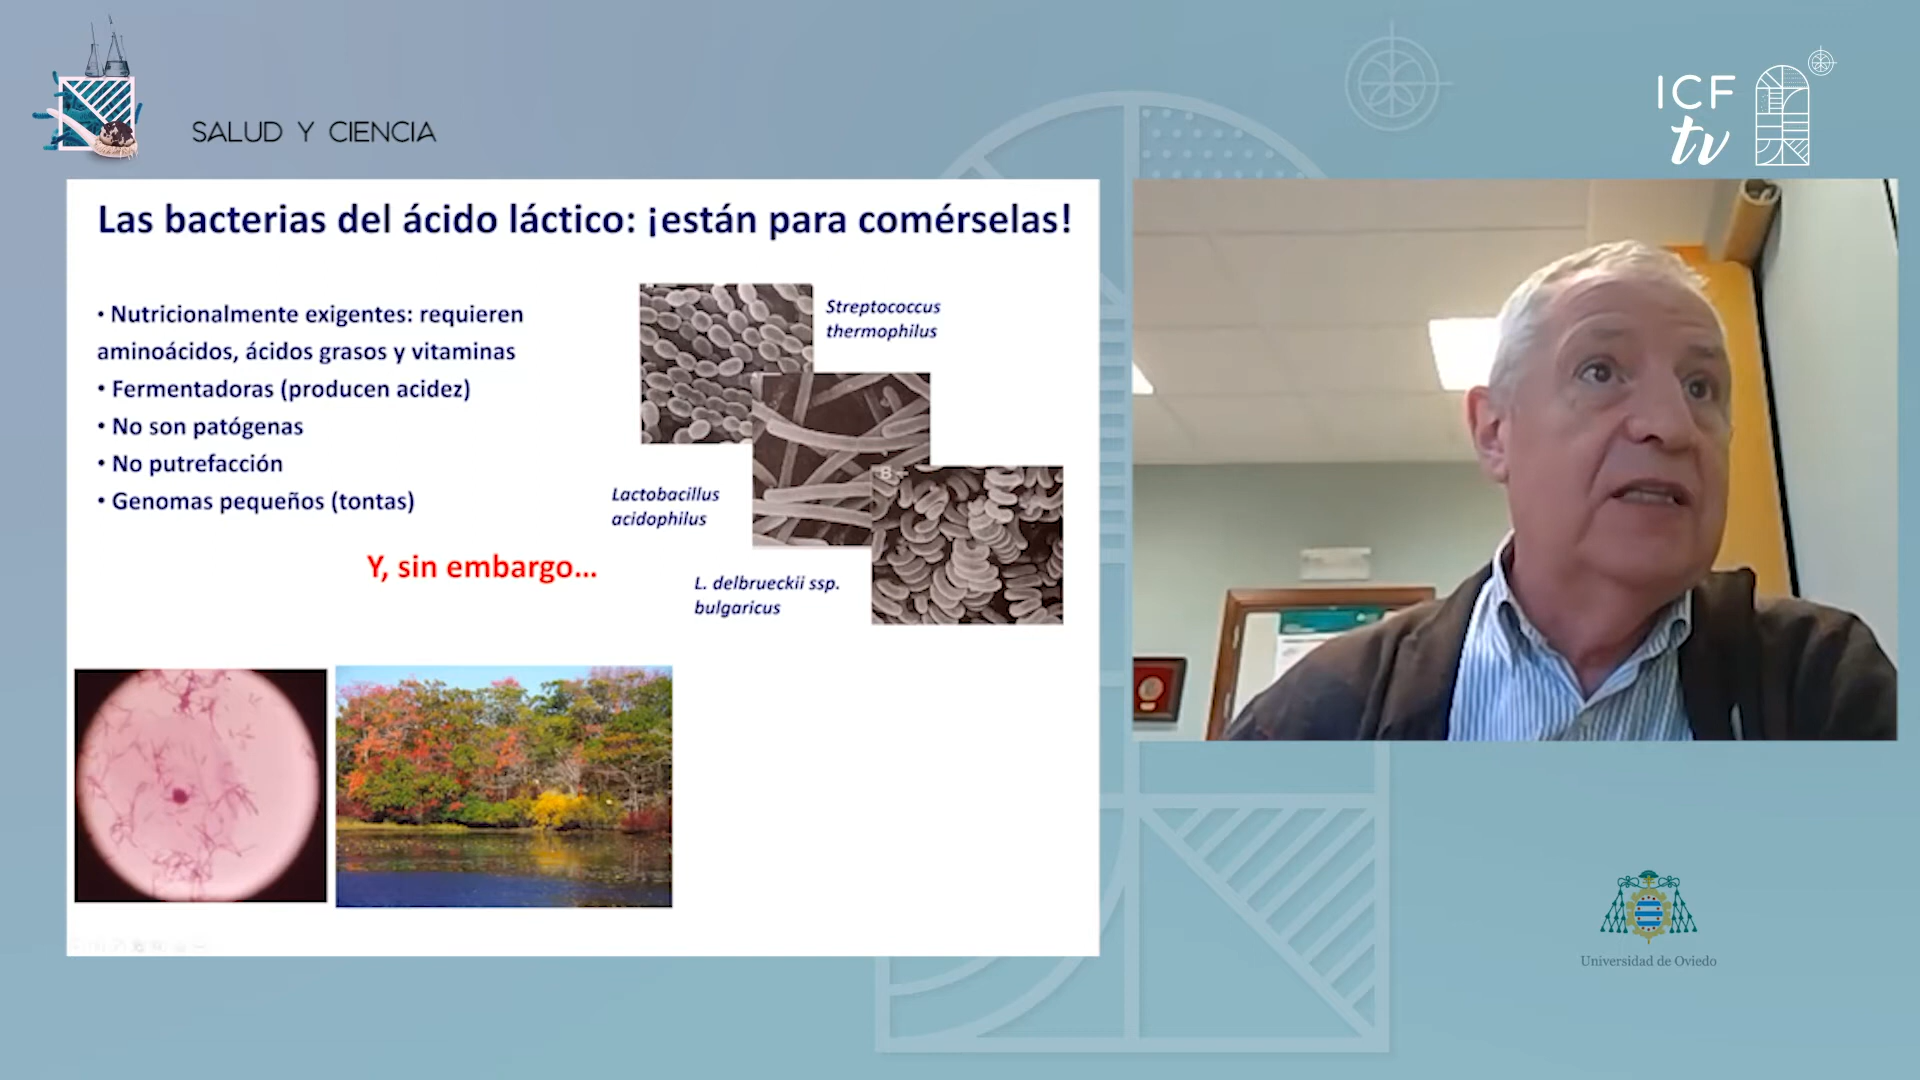 SALUD Y CIENCIA
ICF
tv
Las bacterias del ácido láctico: ¡están para comérselas!
• Nutricionalmente exigentes: requieren
aminoácidos, ácidos grasos y vitaminas
• Fermentadoras (producen acidez)
• No son patógenas
• No putrefacción
• Genomas pequeños (tontas)
Y, sin embargo...
Streptococcus
thermophilus
Lactobacillus
acidophilus
B
L. delbrueckii ssp.
bulgaricus
Universidad de Oviedo